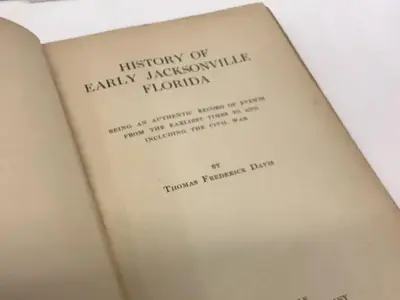 HISTORY OF
EARLY JACKSONVILLE
FLORIDA
BEING AN AUTHENTIC RECORD OF EVENTS
FROM THE EARLIEST TIMES TO AND
INCLUDING THE CIVIL WAR
BY
THOMAS FREDERICK DAVIS